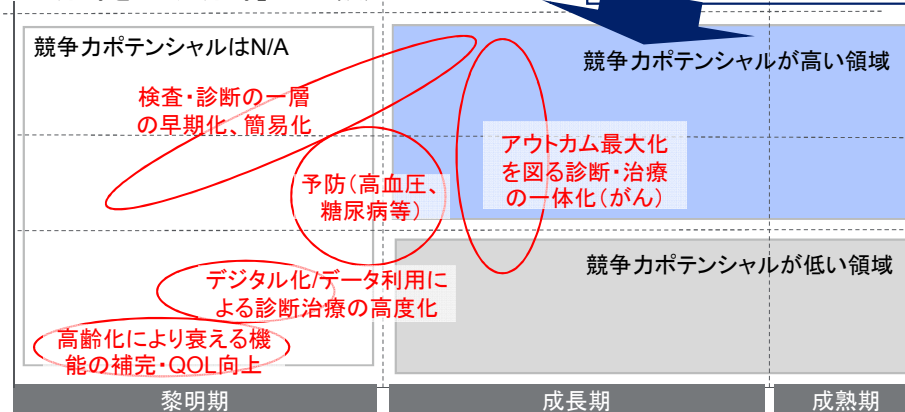 競争力ポテンシャルはN/A
競争力ポテンシャルが高い領域
検査・診断の一層
の早期化、簡易化
アウトカム最大化
を図る診断・治療
の一体化(がん)
予防(高血圧、
糖尿病等)
競争力ポテンシャルが低い領域
デジタル化/データ利用に
よる診断治療の高度化
高齢化により衰える機
能の補完・QOL向上
黎明期
成長期
成熟期